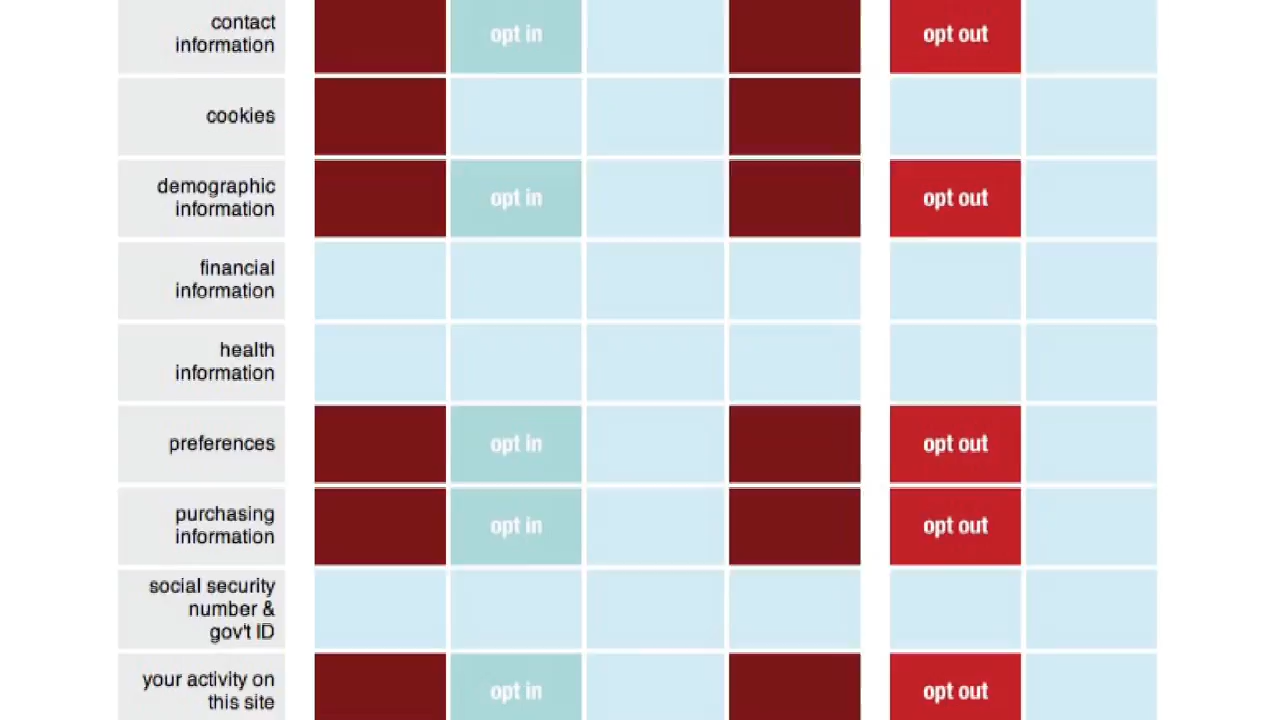 contact
information
opt in
opt out
cookies
demographic
information
opt in
opt out
financial
information
health
information
preferences
opt in
opt out
purchasing
information
opt in
opt out
social security
number &
gov't ID
your activity on
this site
opt in
opt out